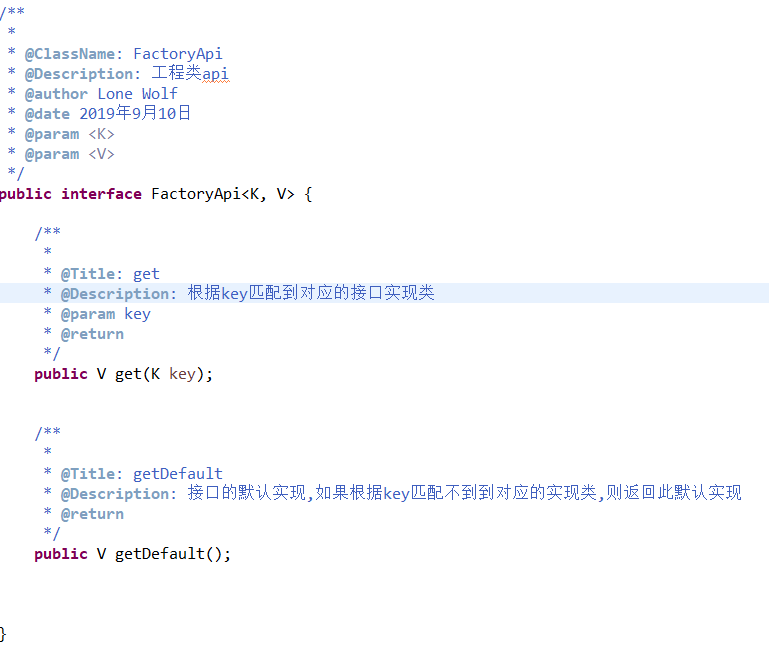 /**
 *
 * @ClassName: FactoryApi
 * @Description: 工程类api
 * @author Lone Wolf
 * @date 2019年9月10日
 * @param <K>
 * @param <V>
 */
public interface FactoryApi<K, V> {
    /**
     *
     * @Title: get
     * @Description: 根据key匹配到对应的接口实现类
     * @param key
     * @return
     */
    public V get(K key);
    /**
     *
     * @Title: getDefault
     * @Description: 接口的默认实现,如果根据key匹配不到到对应的实现类,则返回此默认实现
     * @return
     */
    public V getDefault();
}